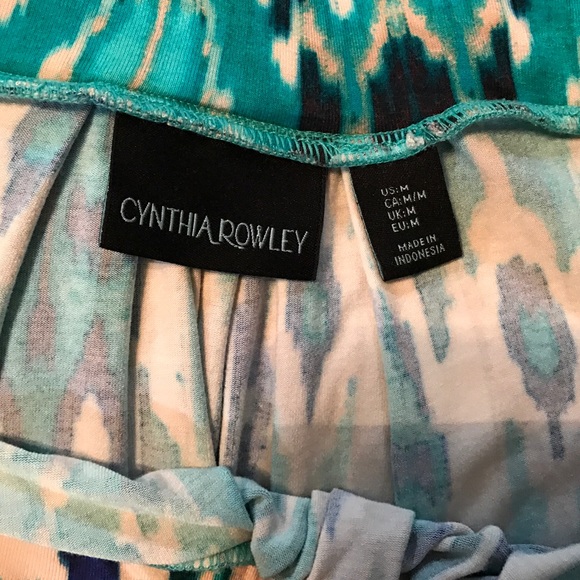 CYNTHIA ROWLEY
US:M
CA:M/M
UK:M
EU:M
MADE IN
INDONESIA